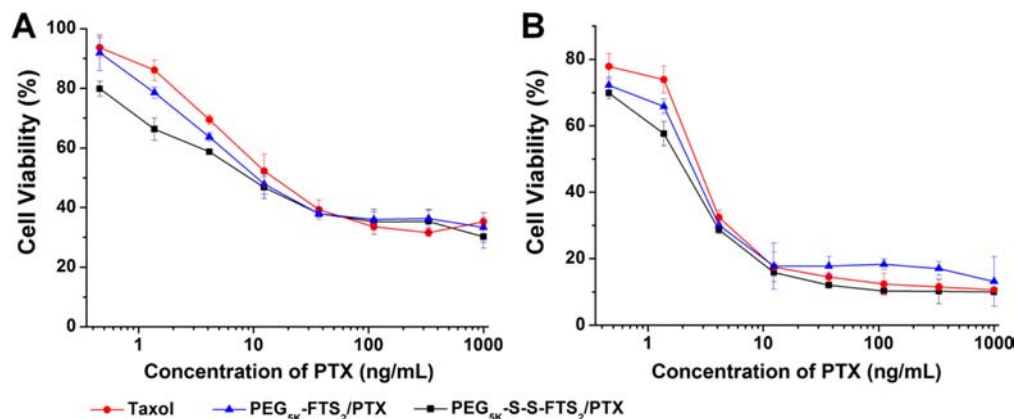 A
B
100
80
60
40
20
0
Cell Viability (%)
1 10 100 1000
Concentration of PTX (ng/mL)
80
60
40
20
0
Cell Viability (%)
1 10 100 1000
Concentration of PTX (ng/mL)
Taxol PEG5K-FTS2/PTX PEG5K-S-S-FTS2/PTX